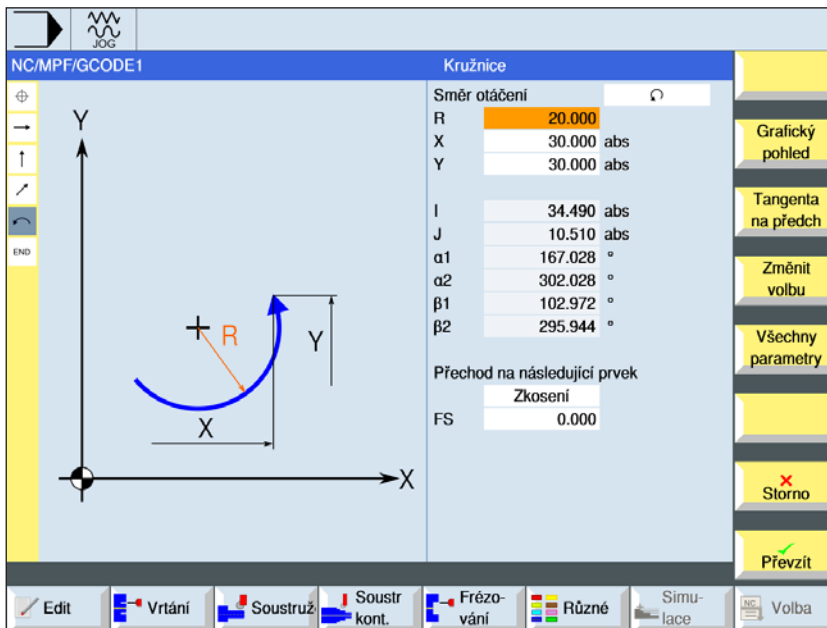 JOG
NC/MPF/GCODE1
Kružnice
Směr otáčení
R 20.000
X 30.000 abs
Y 30.000 abs
I 34.490 abs
J 10.510 abs
α1 167.028 °
α2 302.028 °
β1 102.972 °
β2 295.944 °
Přechod na následující prvek
Zkosení
FS 0.000
END
Y
R
Y
X
X
Grafický
pohled
Tangenta
na předch
Změnit
volbu
Všechny
parametry
Storno
Převzít
Edit
Vrtání
Soustruž
Soustr
kont.
Frézo-
vání
Různé
Simu-
lace
NC
Volba